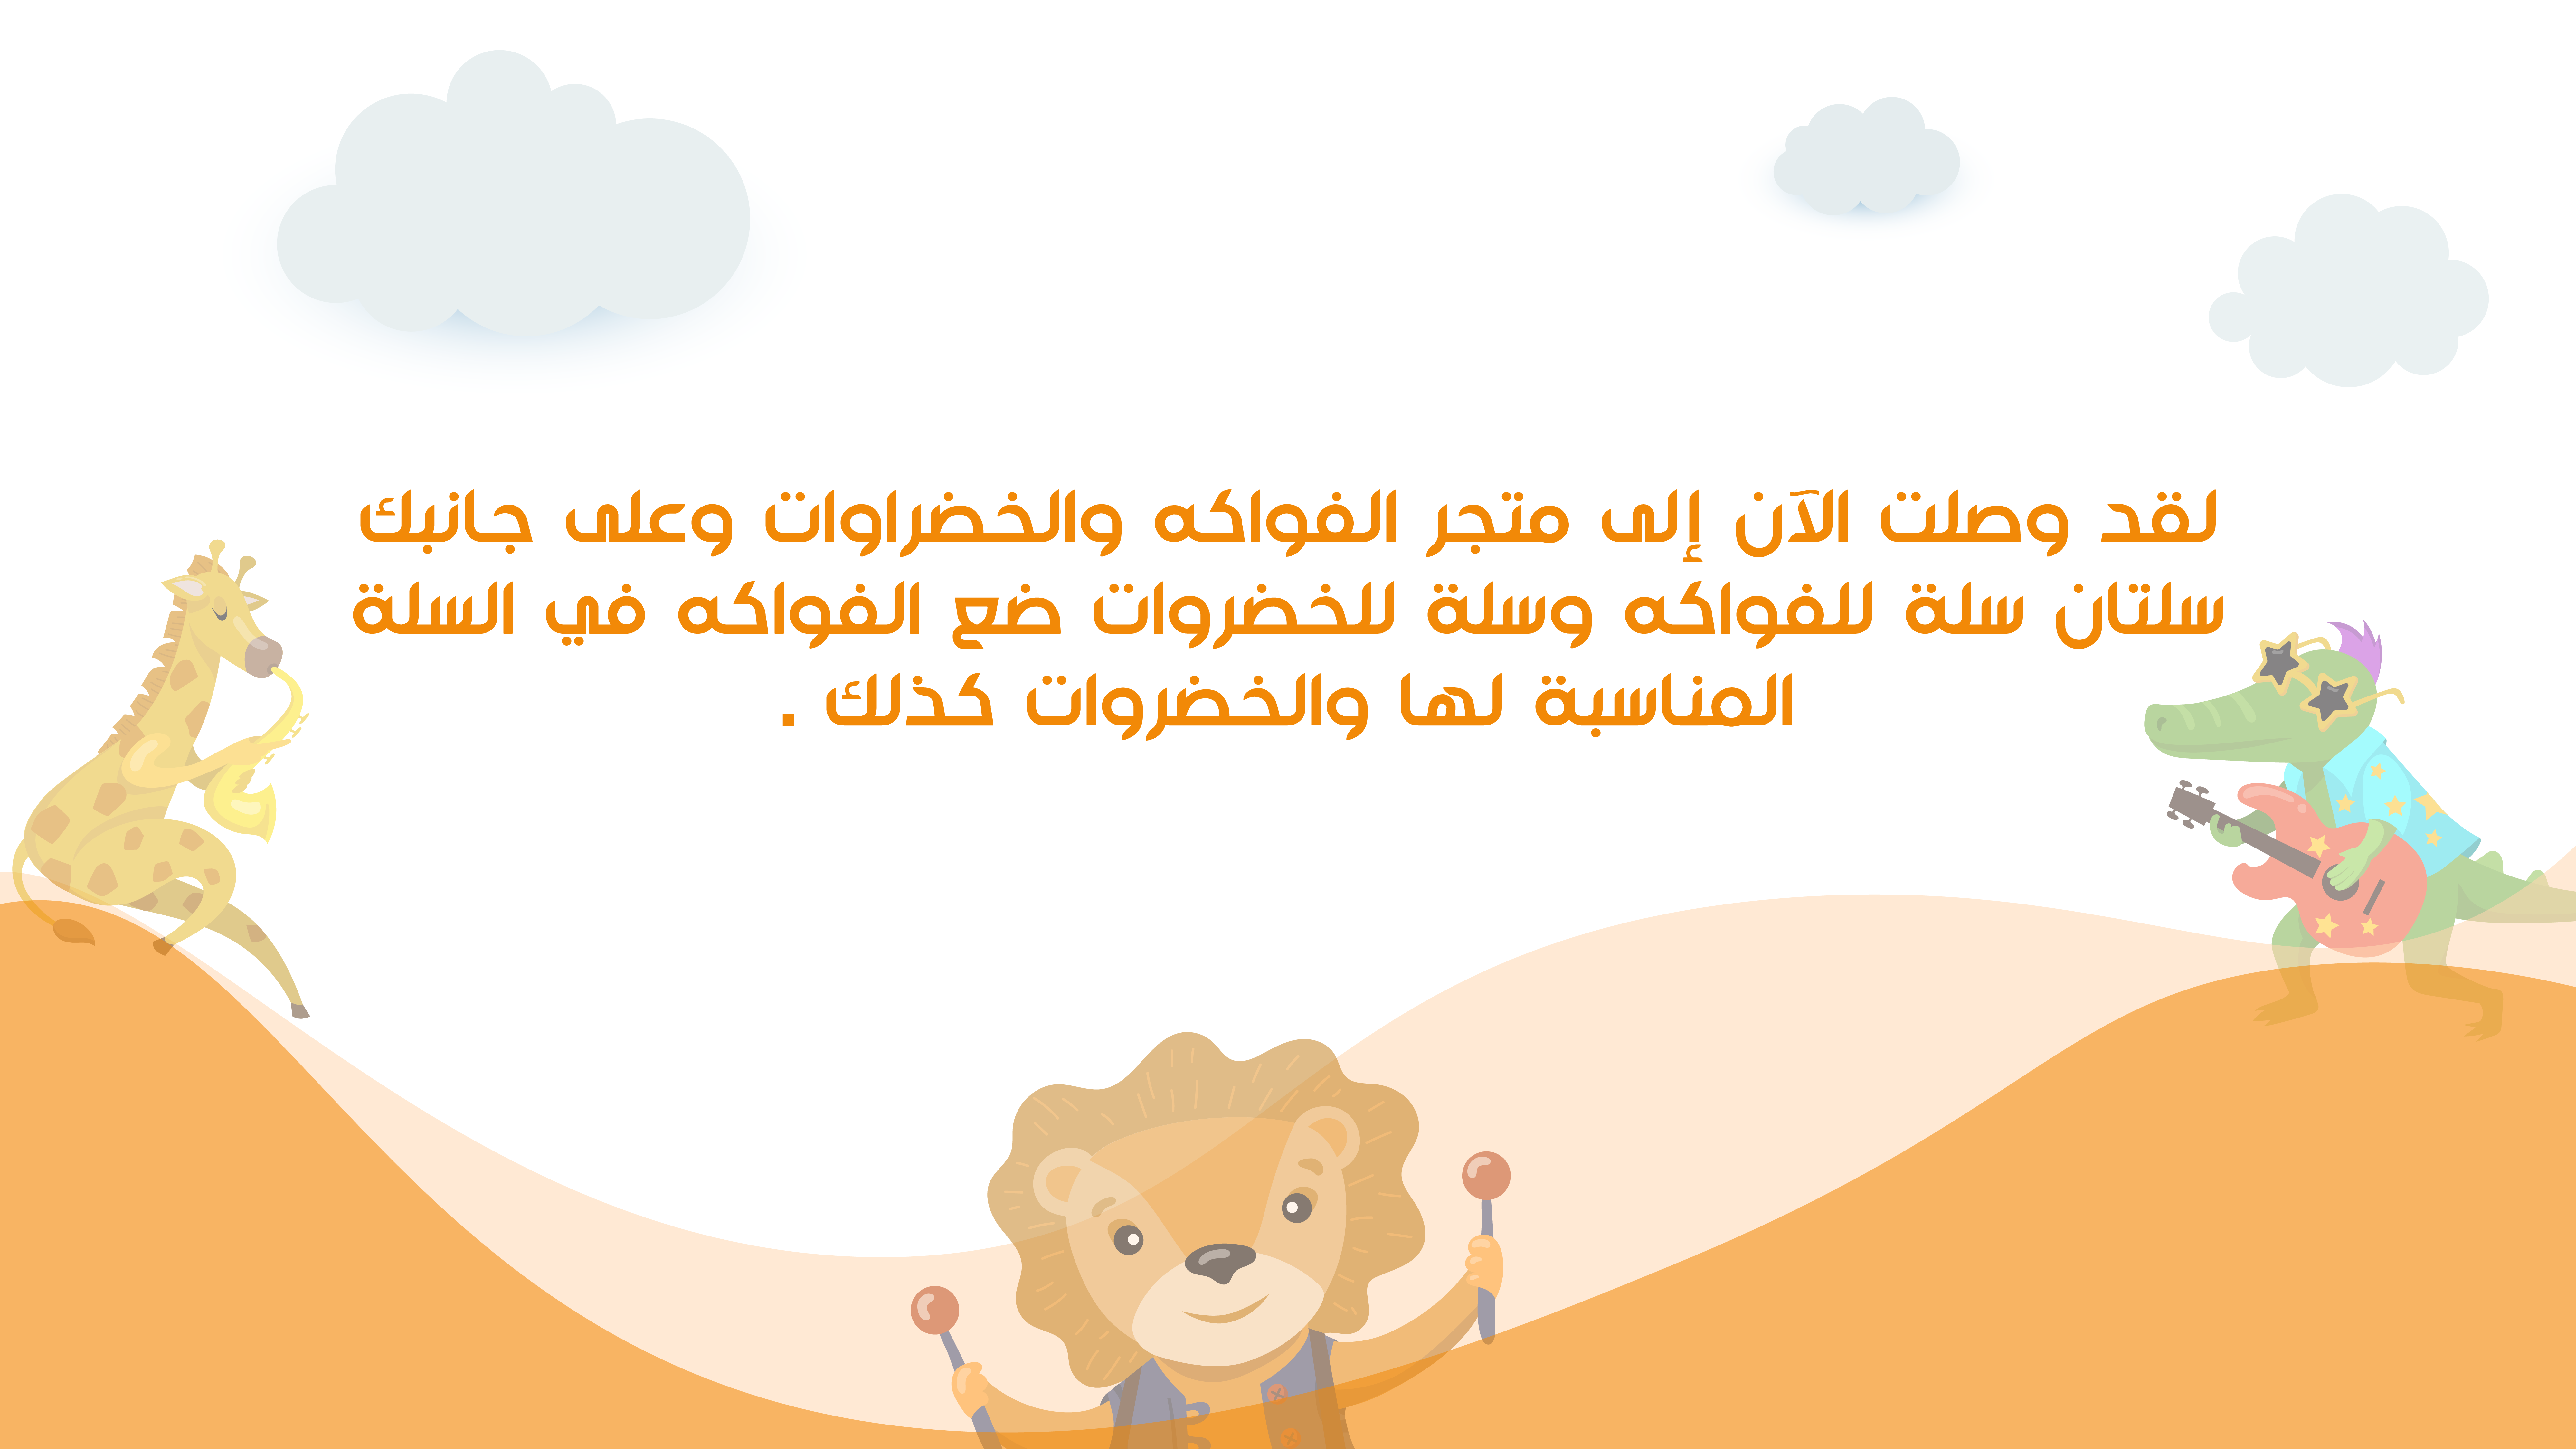 لقد وصلت الآن إلى متجر الفواكه والخضراوات وعلى جانبك
سلتان سلة للفواكه وسلة للخضروات ضع الفواكه في السلة
المناسبة لها والخضروات كذلك .